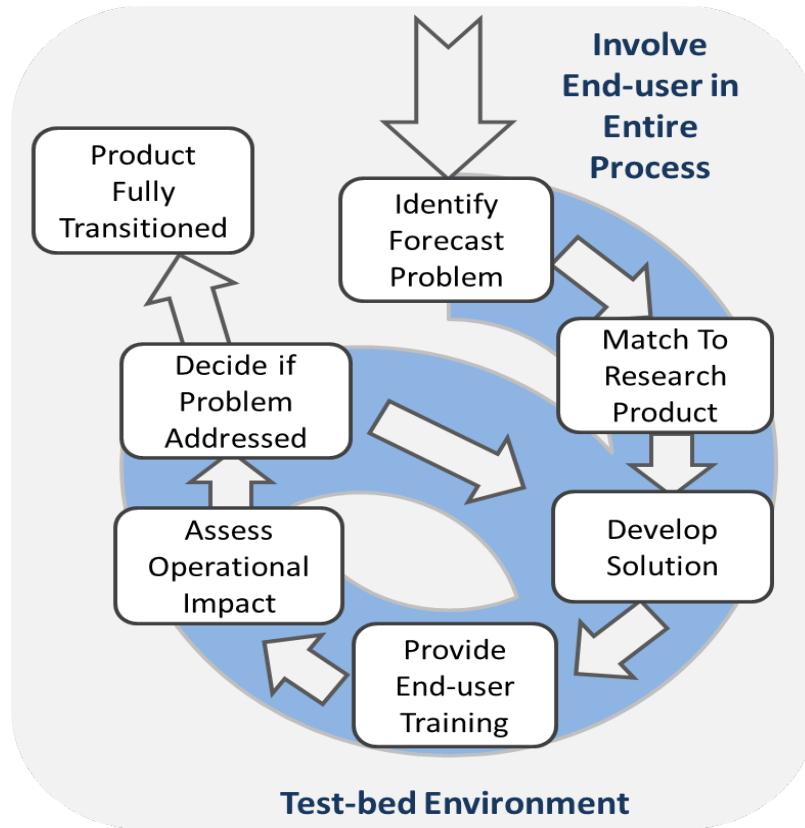 Involve
End-user in
Entire
Process
Product
Fully
Transitioned
Identify
Forecast
Problem
Match To
Research
Product
Decide if
Problem
Addressed
Develop
Solution
Assess
Operational
Impact
Provide
End-user
Training
Test-bed Environment